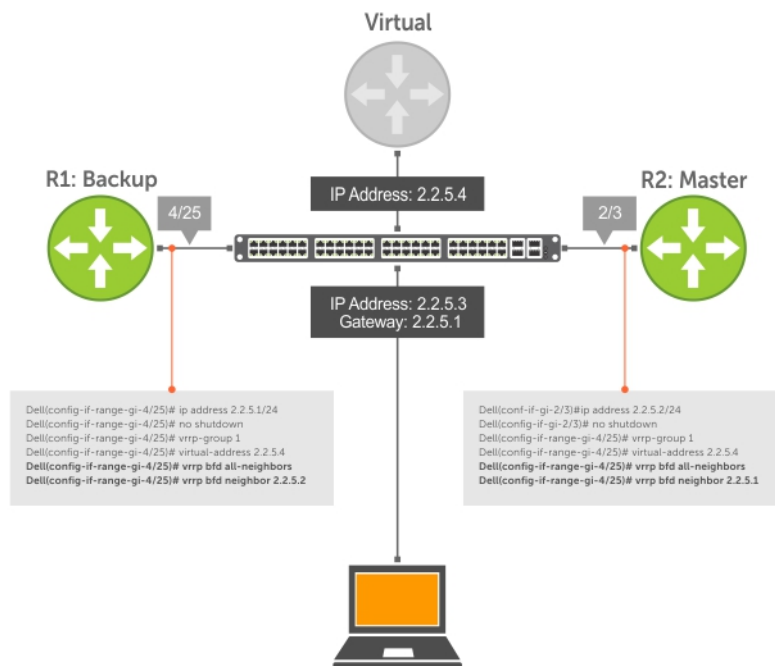 Virtual
R1: Backup
R2: Master
4/25
IP Address: 2.2.5.4
2/3
IP Address: 2.2.5.3
Gateway: 2.2.5.1
Dell(config-if-range-gi-4/25)# ip address 2.2.5.1/24
Dell(config-if-range-gi-4/25)# no shutdown
Dell(config-if-range-gi-4/25)# vrrp-group 1
Dell(config-if-range-gi-4/25)# virtual-address 2.2.5.4
Dell(config-if-range-gi-4/25)# vrrp bfd all-neighbors
Dell(config-if-range-gi-4/25)# vrrp bfd neighbor 2.2.5.2
Dell(conf-if-gi-2/3)#ip address 2.2.5.2/24
Dell(config-if-gi-2/3)# no shutdown
Dell(config-if-range-gi-4/25)# vrrp-group 1
Dell(config-if-range-gi-4/25)# virtual-address 2.2.5.4
Dell(config-if-range-gi-4/25)# vrrp bfd all-neighbors
Dell(config-if-range-gi-4/25)# vrrp bfd neighbor 2.2.5.1